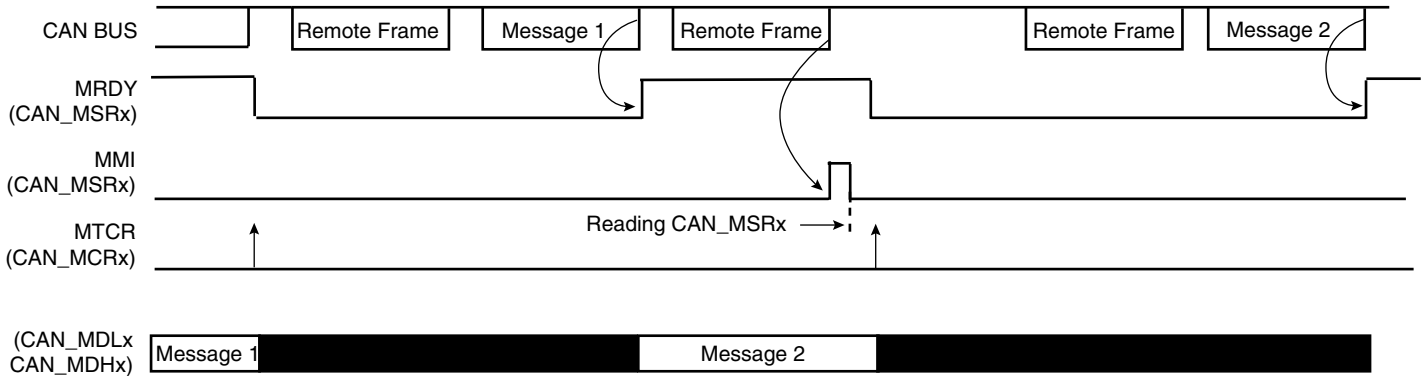 CAN BUS
Remote Frame
Message 1
Remote Frame
Remote Frame
Message 2
MRDY
(CAN_MSRx)
MMI
(CAN_MSRx)
Reading CAN_MSRx
MTCR
(CAN_MCRx)
(CAN_MDLx
CAN_MDHx)
Message 1
Message 2